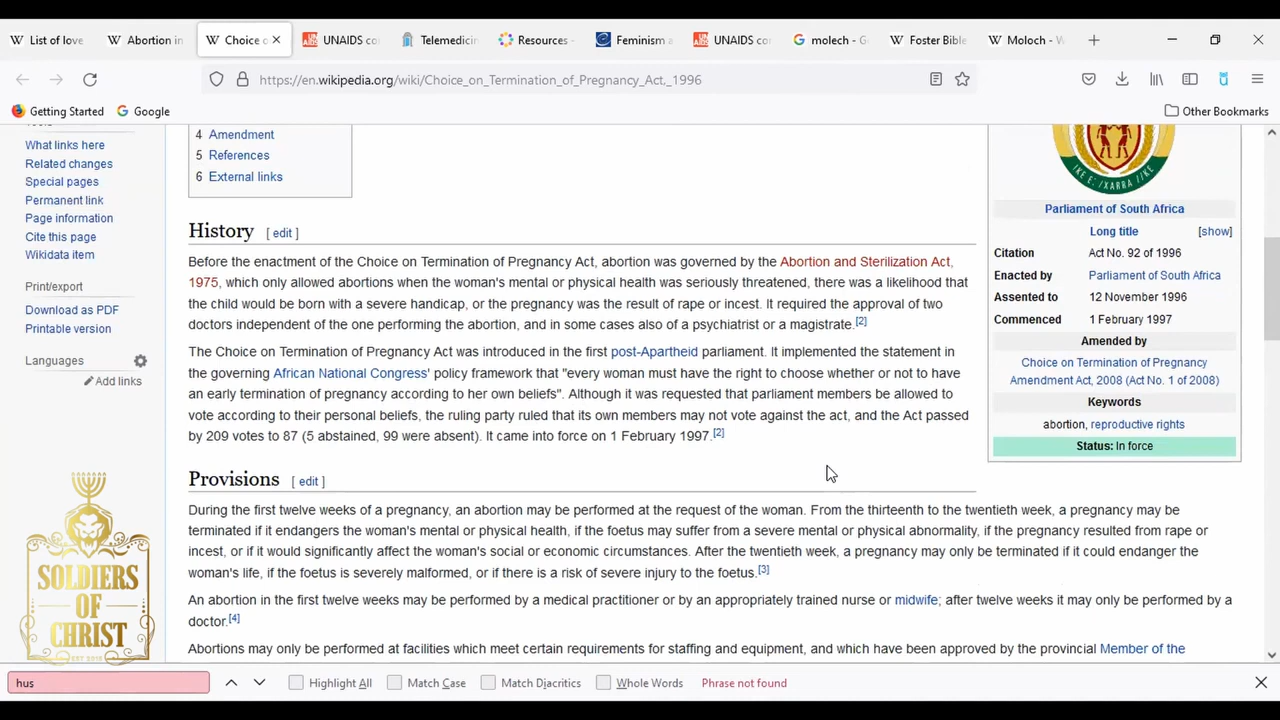 List of love
Abortion in
Choice o
UNAIDS co
Telemedicin
Resources -
Feminism a
UNAIDS co
molech - G
Foster Bible
Moloch - W
https://en.wikipedia.org/wiki/Choice_on_Termination_of_Pregnancy_Act,_1996
Getting Started
Google
Other Bookmarks
What links here
Related changes
Special pages
Permanent link
Page information
Cite this page
Wikidata item
Print/export
Download as PDF
Printable version
Languages
Add links
4 Amendment
5 References
6 External links
History [ edit ]
Before the enactment of the Choice on Termination of Pregnancy Act, abortion was governed by the Abortion and Sterilization Act,
1975, which only allowed abortions when the woman's mental or physical health was seriously threatened, there was a likelihood that
the child would be born with a severe handicap, or the pregnancy was the result of rape or incest. It required the approval of two
doctors independent of the one performing the abortion, and in some cases also of a psychiatrist or a magistrate.[2]
The Choice on Termination of Pregnancy Act was introduced in the first post-Apartheid parliament. It implemented the statement in
the governing African National Congress' policy framework that "every woman must have the right to choose whether or not to have
an early termination of pregnancy according to her own beliefs". Although it was requested that parliament members be allowed to
vote according to their personal beliefs, the ruling party ruled that its own members may not vote against the act, and the Act passed
by 209 votes to 87 (5 abstained, 99 were absent). It came into force on 1 February 1997.[2]
Provisions [ edit ]
During the first twelve weeks of a pregnancy, an abortion may be performed at the request of the woman. From the thirteenth to the twentieth week, a pregnancy may be
terminated if it endangers the woman's mental or physical health, if the foetus may suffer from a severe mental or physical abnormality, if the pregnancy resulted from rape or
incest, or if it would significantly affect the woman's social or economic circumstances. After the twentieth week, a pregnancy may only be terminated if it could endanger the
woman's life, if the foetus is severely malformed, or if there is a risk of severe injury to the foetus.[3]
An abortion in the first twelve weeks may be performed by a medical practitioner or by an appropriately trained nurse or midwife; after twelve weeks it may only be performed by a
doctor.[4]
Abortions may only be performed at facilities which meet certain requirements for staffing and equipment, and which have been approved by the provincial Member of the
Parliament of South Africa
Long title [show]
Citation Act No. 92 of 1996
Enacted by Parliament of South Africa
Assented to 12 November 1996
Commenced 1 February 1997
Amended by
Choice on Termination of Pregnancy
Amendment Act, 2008 (Act No. 1 of 2008)
Keywords
abortion, reproductive rights
Status: In force
SOLDIERS
OF
CHRIST
hus
Highlight All
Match Case
Match Diacritics
Whole Words
Phrase not found